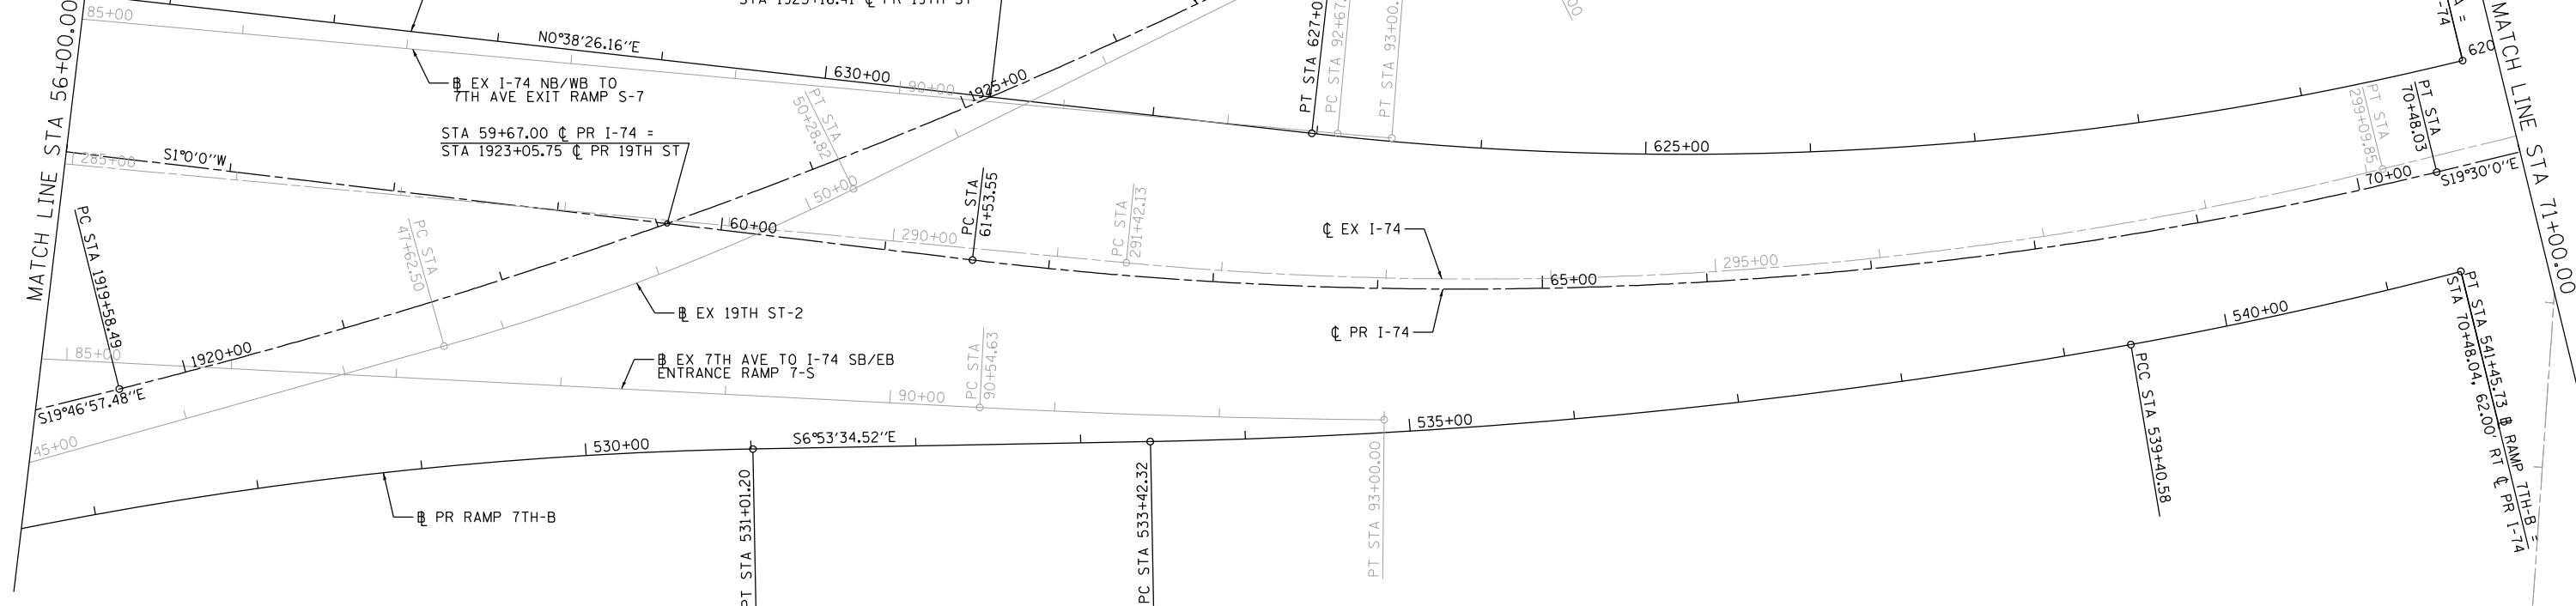 MATCH LINE STA 56+00.00
85+00
N0°38'26.16"E
℄ EX I-74 NB/WB TO
7TH AVE EXIT RAMP S-7
630+00
90+00
1925+00
PT STA 627+0
PC STA 92+67.
PT STA 93+00.
625+00
620
MATCH LINE STA 71+00.00
STA 59+67.00 ℄ PR I-74 =
STA 1923+05.75 ℄ PR 19TH ST
PT STA
50+28.82
50+00
285+00
S1°0'0"W
PC STA 1919+58.49
PC STA
47+62.50
60+00
PC STA
61+53.55
290+00
PC STA
291+42.13
℄ EX I-74
295+00
65+00
℄ PR I-74
PT STA
299+09.85
PT STA
70+48.03
70+00
S19°30'0"E
℄ EX 19TH ST-2
1920+00
85+00
S19°46'57.48"E
45+00
℄ EX 7TH AVE TO I-74 SB/EB
ENTRANCE RAMP 7-S
90+00
PC STA
90+54.63
PT STA 93+00.00
530+00
S6°53'34.52"E
535+00
540+00
℄ PR RAMP 7TH-B
PT STA 531+01.20
PC STA 533+42.32
PCC STA 539+40.58
PT STA 541+45.73 ℄ RAMP 7TH-B =
STA 70+48.04, 62.00' RT ℄ PR I-74